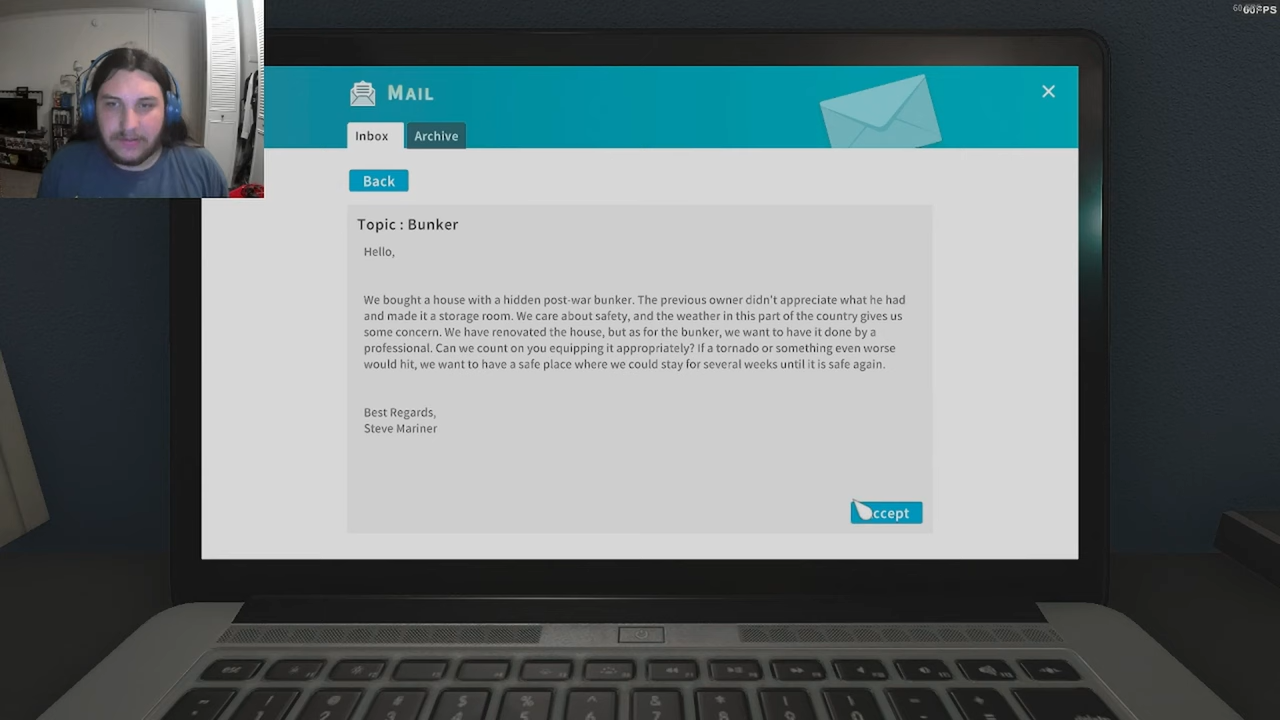 60FPS
MAIL
Inbox
Archive
Back
Topic : Bunker
Hello,
We bought a house with a hidden post-war bunker. The previous owner didn't appreciate what he had
and made it a storage room. We care about safety, and the weather in this part of the country gives us
some concern. We have renovated the house, but as for the bunker, we want to have it done by a
professional. Can we count on you equipping it appropriately? If a tornado or something even worse
would hit, we want to have a safe place where we could stay for several weeks until it is safe again.
Best Regards,
Steve Mariner
ccept
esc